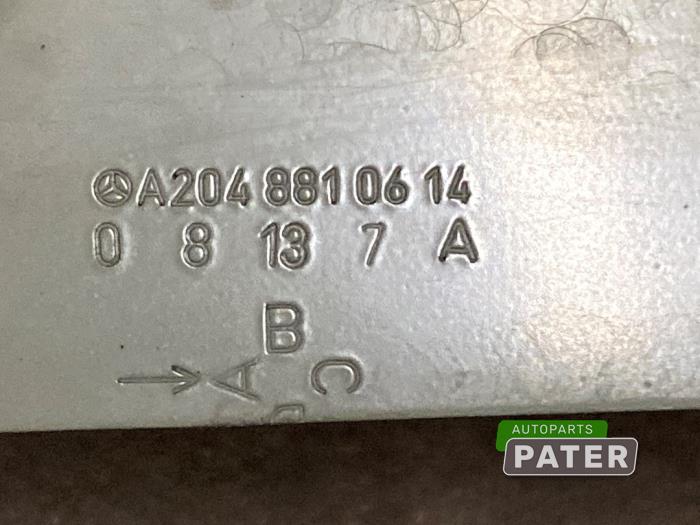 A204 881 06 14
0 8 13 7 A
B
A C
AUTOPARTS
PATER